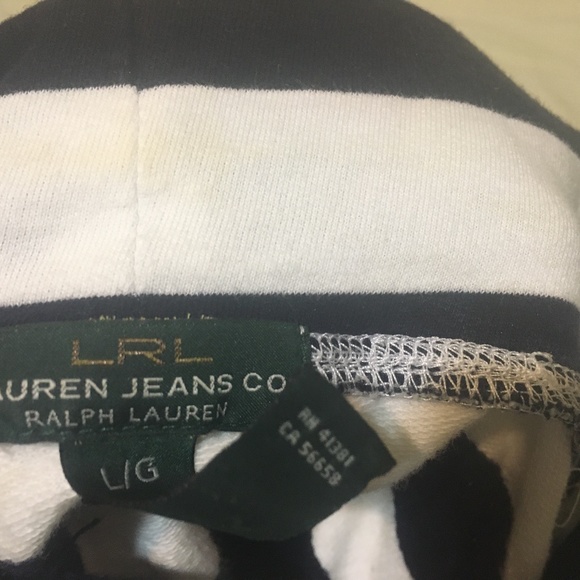 LRL
AUREN JEANS CO
RALPH LAUREN
L/G
RN 41381
CA 56658